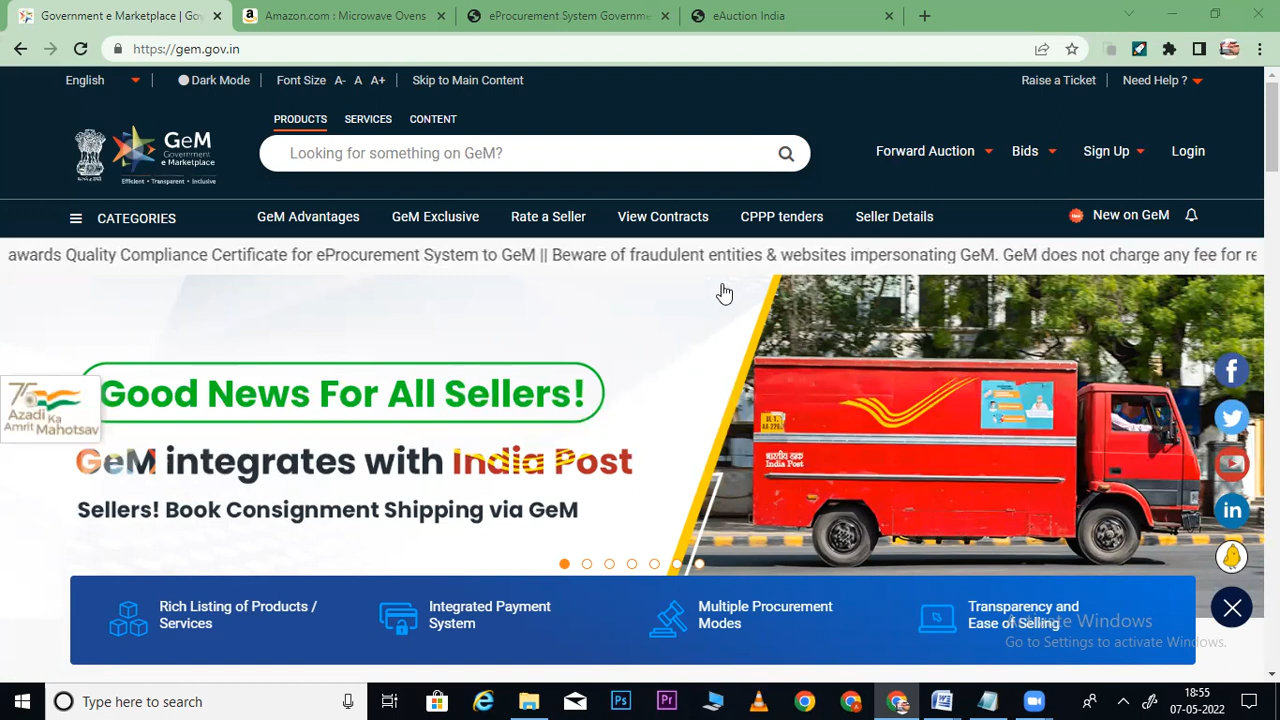 Government e Marketplace | Go
Amazon.com : Microwave Ovens
eProcurement System Governme
eAuction India
https://gem.gov.in
English
Dark Mode
Font Size A- A A+
Skip to Main Content
Raise a Ticket
Need Help ?
GeM
Government
e Marketplace
Efficient • Transparent • Inclusive
PRODUCTS SERVICES CONTENT
Looking for something on GeM?
Forward Auction Bids Sign Up Login
CATEGORIES GeM Advantages GeM Exclusive Rate a Seller View Contracts CPPP tenders Seller Details New on GeM
awards Quality Compliance Certificate for eProcurement System to GeM || Beware of fraudulent entities & websites impersonating GeM. GeM does not charge any fee for re
Good News For All Sellers!
Azadi
Ka
Amrit Mahotsav
GeM integrates with India Post
Sellers! Book Consignment Shipping via GeM
भारतीय डाक
India Post
Rich Listing of Products /
Services
Integrated Payment
System
Multiple Procurement
Modes
Transparency and
Ease of Selling
Activate Windows
Go to Settings to activate Windows.
Type here to search
18:55
07-05-2022